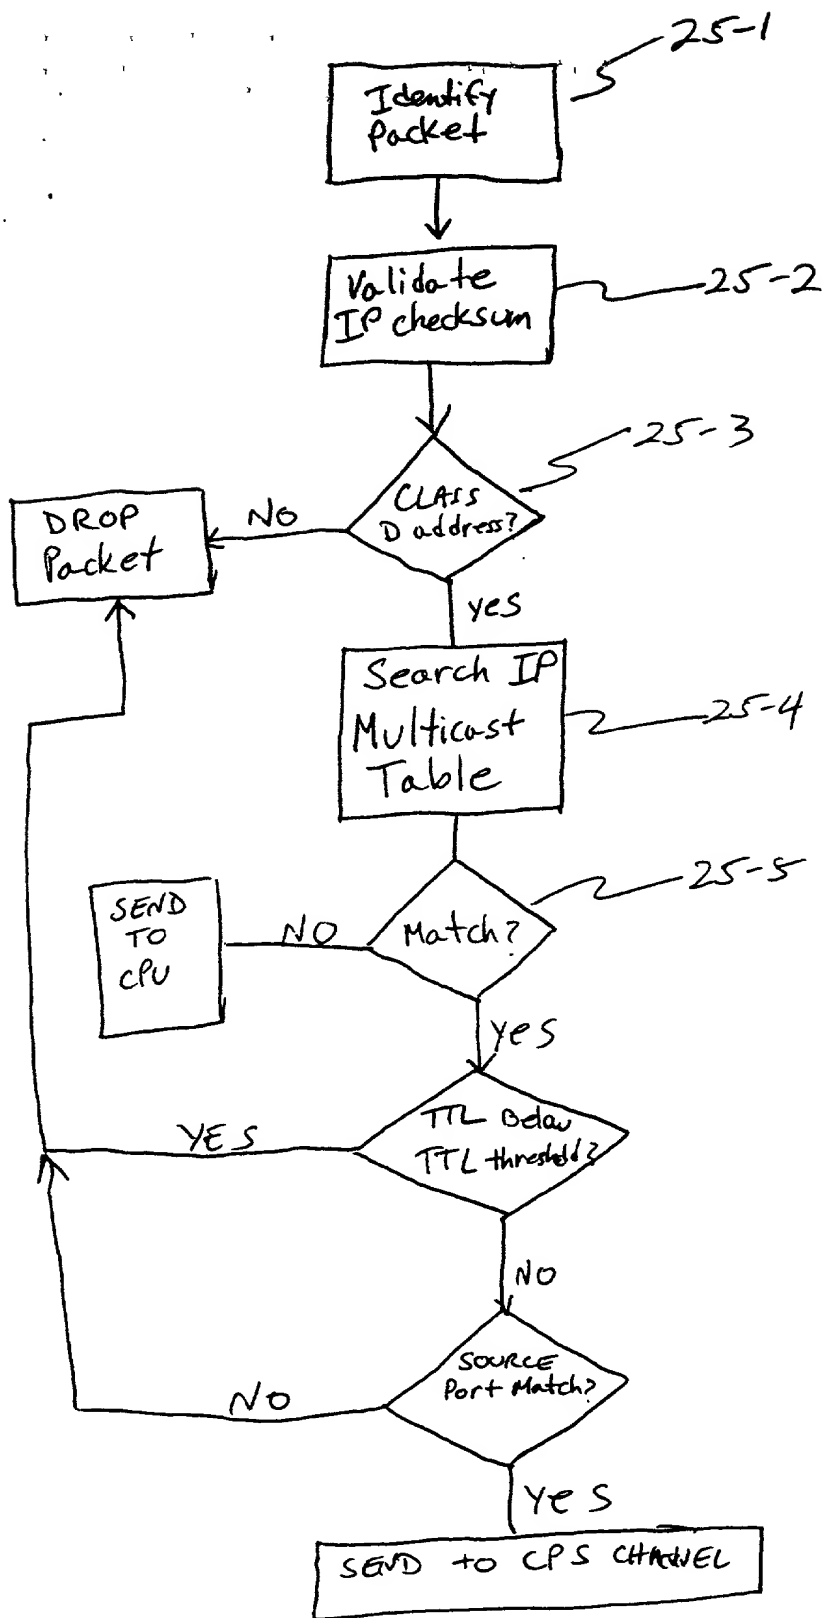 25-1
Identify
Packet
Validate
IP checksum
25-2
25-3
CLASS
D address?
NO
DROP
Packet
yes
Search IP
Multicast
Table
25-4
25-5
Match?
NO
SEND
TO
CPU
yes
TTL Below
TTL threshold?
YES
NO
SOURCE
Port Match?
NO
yes
SEND to CPS CHANNEL